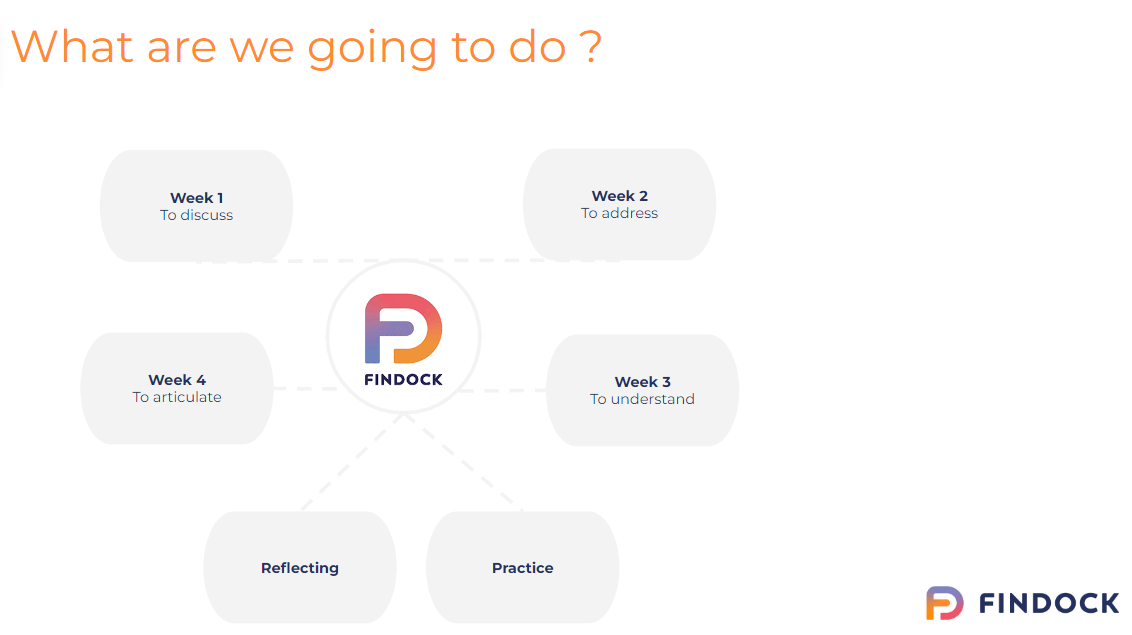 What are we going to do ?
Week 1
To discuss
Week 2
To address
FINDOCK
Week 4
To articulate
Week 3
To understand
Reflecting
Practice
FINDOCK